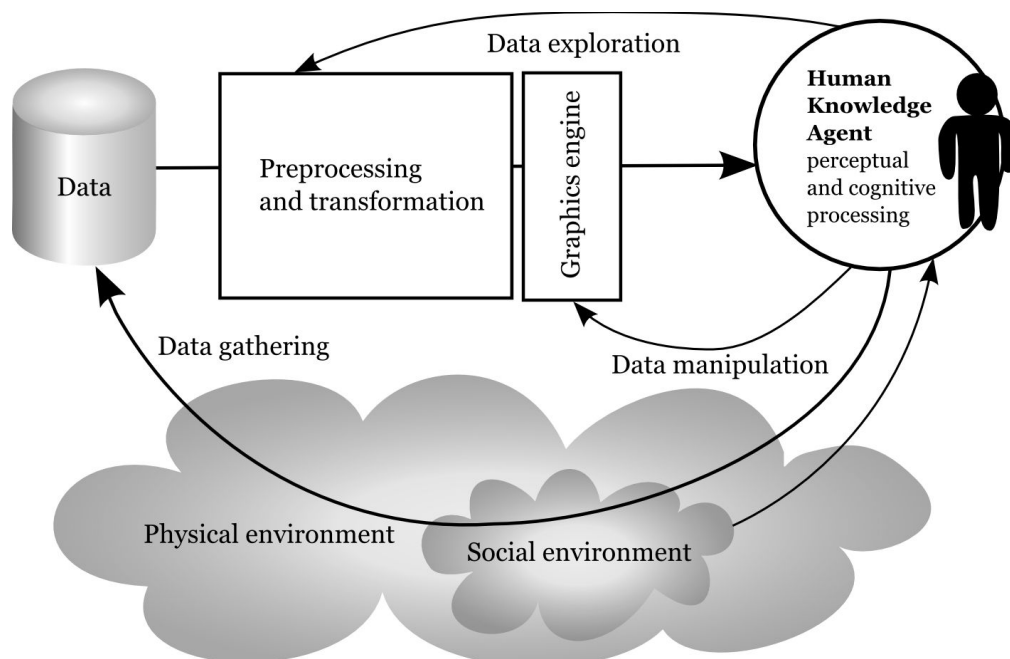 Data exploration
Human
Knowledge
Agent
perceptual
and cognitive
processing
Data
Preprocessing
and transformation
Graphics engine
Data gathering
Data manipulation
Physical environment
Social environment